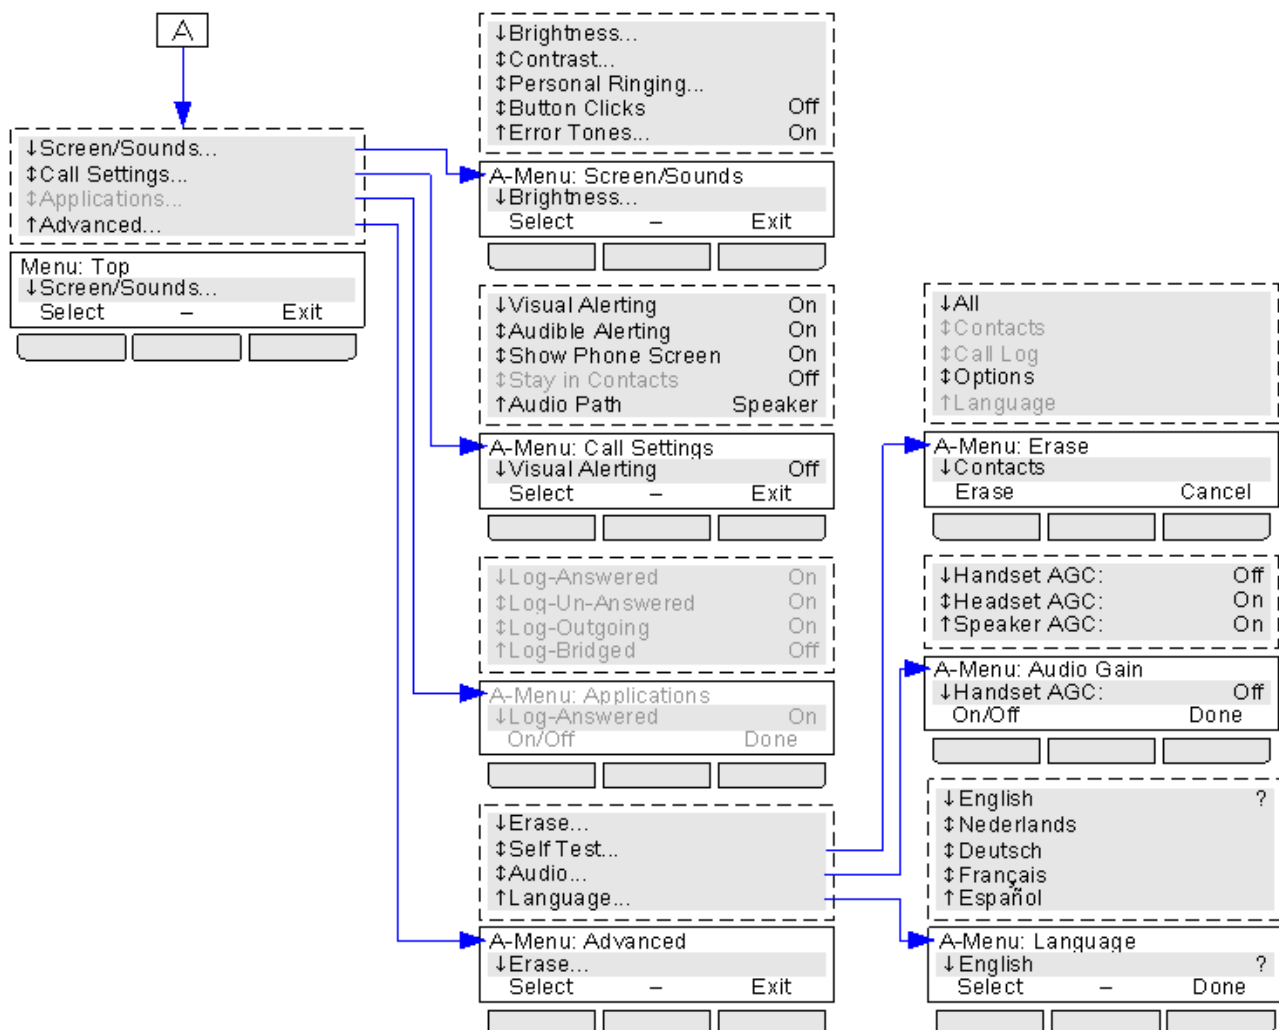 A
↓Screen/Sounds...
↕Call Settings...
↕Applications...
↑Advanced...
Menu: Top
↓Screen/Sounds...
Select – Exit
↓Brightness...
↕Contrast...
↕Personal Ringing...
↕Button Clicks Off
↑Error Tones... On
A-Menu: Screen/Sounds
↓Brightness...
Select – Exit
↓Visual Alerting On
↕Audible Alerting On
↕Show Phone Screen On
↕Stay in Contacts Off
↑Audio Path Speaker
A-Menu: Call Settings
↓Visual Alerting Off
Select – Exit
↓Log-Answered On
↕Log-Un-Answered On
↕Log-Outgoing On
↑Log-Bridged Off
A-Menu: Applications
↓Log-Answered On
On/Off Done
↓Erase...
↕Self Test...
↕Audio...
↑Language...
A-Menu: Advanced
↓Erase...
Select – Exit
↓All
↕Contacts
↕Call Log
↕Options
↑Language
A-Menu: Erase
↓Contacts
Erase Cancel
↓Handset AGC: Off
↕Headset AGC: On
↑Speaker AGC: On
A-Menu: Audio Gain
↓Handset AGC: Off
On/Off Done
↓English ?
↕Nederlands
↕Deutsch
↕Français
↑Español
A-Menu: Language
↓English ?
Select – Done